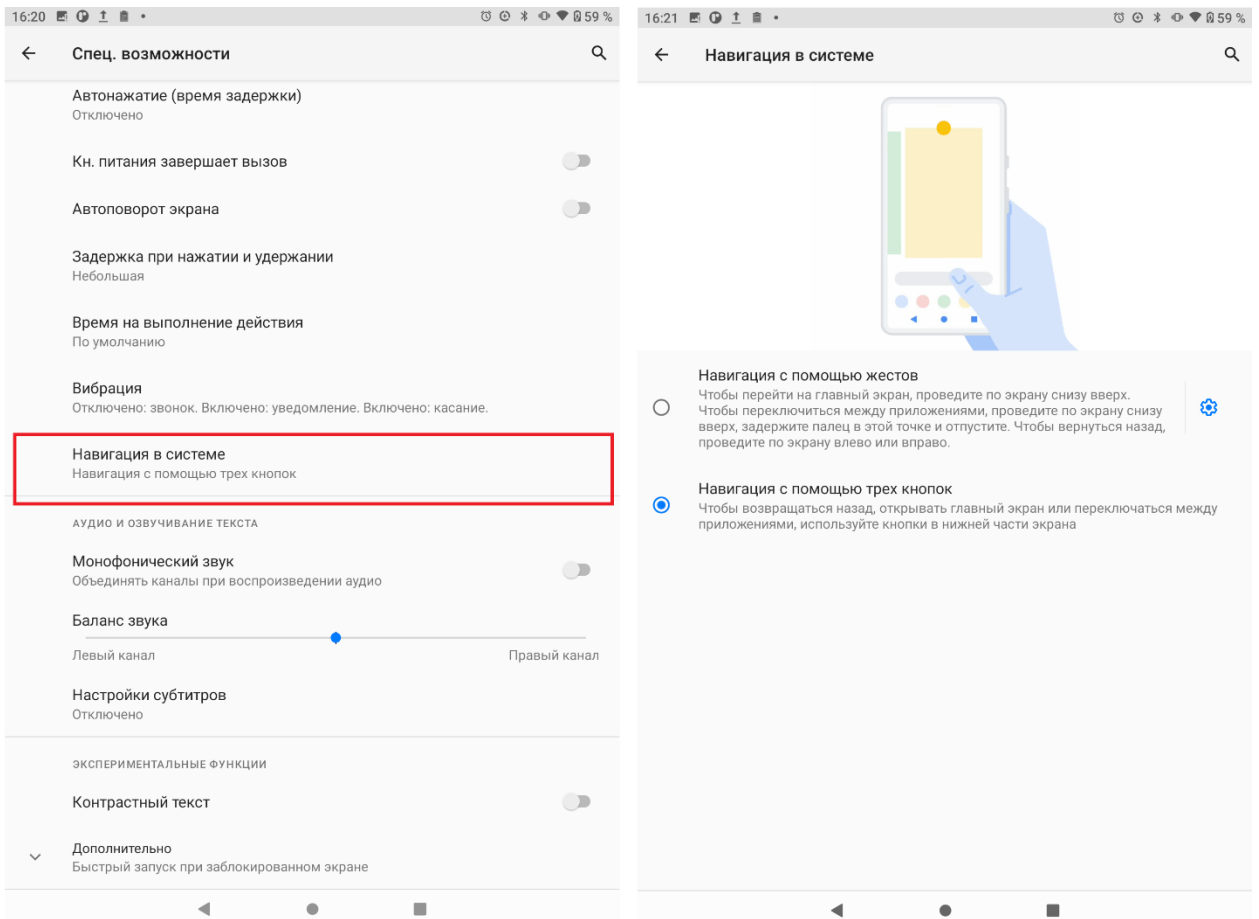 16:20
59 %
Спец. возможности
Автонажатие (время задержки)
Отключено
Кн. питания завершает вызов
Автоповорот экрана
Задержка при нажатии и удержании
Небольшая
Время на выполнение действия
По умолчанию
Вибрация
Отключено: звонок. Включено: уведомление. Включено: касание.
Навигация в системе
Навигация с помощью трех кнопок
АУДИО И ОЗВУЧИВАНИЕ ТЕКСТА
Монофонический звук
Объединять каналы при воспроизведении аудио
Баланс звука
Левый канал
Правый канал
Настройки субтитров
Отключено
ЭКСПЕРИМЕНТАЛЬНЫЕ ФУНКЦИИ
Контрастный текст
Дополнительно
Быстрый запуск при заблокированном экране
16:21
59 %
Навигация в системе
Навигация с помощью жестов
Чтобы перейти на главный экран, проведите по экрану снизу вверх.
Чтобы переключиться между приложениями, проведите по экрану снизу
вверх, задержите палец в этой точке и отпустите. Чтобы вернуться назад,
проведите по экрану влево или вправо.
Навигация с помощью трех кнопок
Чтобы возвращаться назад, открывать главный экран или переключаться между
приложениями, используйте кнопки в нижней части экрана